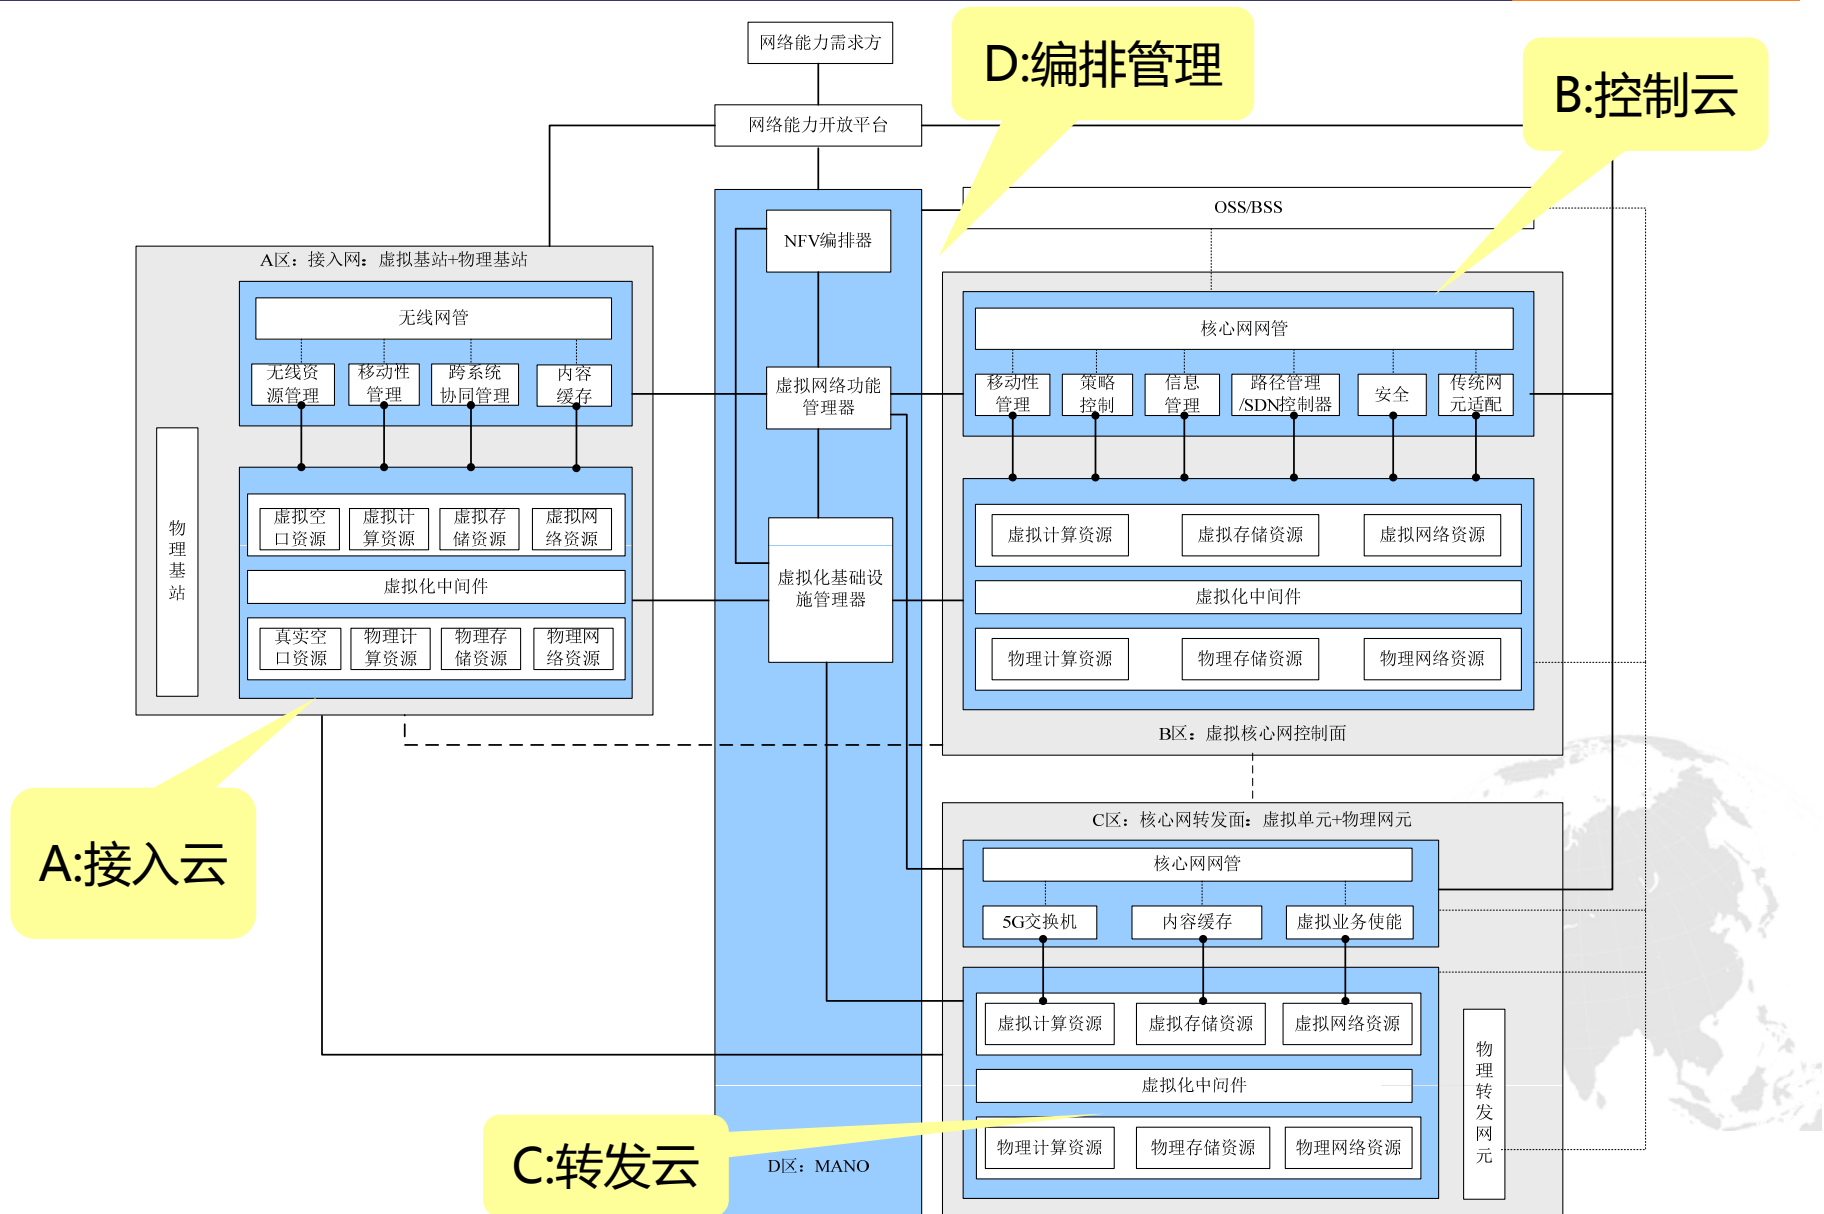 网络能力需求方
D:编排管理
B:控制云
网络能力开放平台
OSS/BSS
NFV编排器
A区：接入网：虚拟基站+物理基站
无线网管
无线资
源管理
移动性
管理
跨系统
协同管理
内容
缓存
物
理
基
站
虚拟空
口资源
虚拟计
算资源
虚拟存
储资源
虚拟网
络资源
虚拟化中间件
真实空
口资源
物理计
算资源
物理存
储资源
物理网
络资源
A:接入云
虚拟网络功能
管理器
虚拟化基础设
施管理器
核心网网管
移动性
管理
策略
控制
信息
管理
路径管理
/SDN控制器
安全
传统网
元适配
虚拟计算资源
虚拟存储资源
虚拟网络资源
虚拟化中间件
物理计算资源
物理存储资源
物理网络资源
B区：虚拟核心网控制面
C区：核心网转发面：虚拟单元+物理网元
核心网网管
5G交换机
内容缓存
虚拟业务使能
虚拟计算资源
虚拟存储资源
虚拟网络资源
虚拟化中间件
物理计算资源
物理存储资源
物理网络资源
物
理
转
发
网
元
C:转发云
D区：MANO